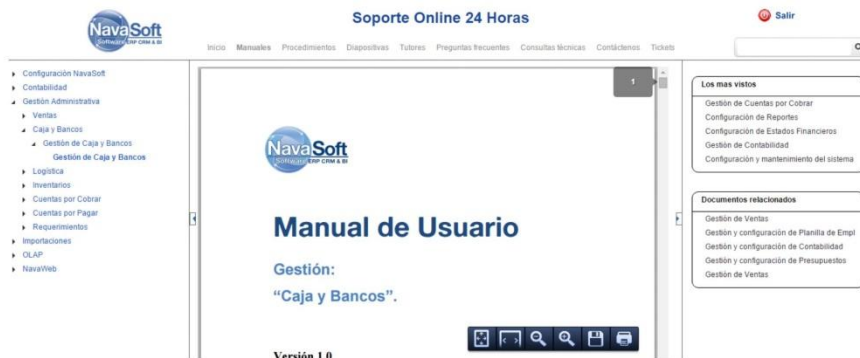 NavaSoft
Software ERP CRM & BI
Soporte Online 24 Horas
Salir
Inicio Manuales Procedimientos Diapositivas Tutores Preguntas frecuentes Consultas técnicas Contáctenos Tickets
Configuración NavaSoft
Contabilidad
Gestión Administrativa
Ventas
Caja y Bancos
Gestión de Caja y Bancos
Gestión de Caja y Bancos
Logística
Inventarios
Cuentas por Cobrar
Cuentas por Pagar
Requerimientos
Importaciones
OLAP
NavaWeb
1
NavaSoft
Software ERP CRM & BI
Manual de Usuario
Gestión:
“Caja y Bancos”.
Versión 1.0
Los mas vistos
Gestión de Cuentas por Cobrar
Configuración de Reportes
Configuración de Estados Financieros
Gestión de Contabilidad
Configuración y mantenimiento del sistema
Documentos relacionados
Gestión de Ventas
Gestión y configuración de Planilla de Empl
Gestión y configuración de Contabilidad
Gestión y configuración de Presupuestos
Gestión de Ventas